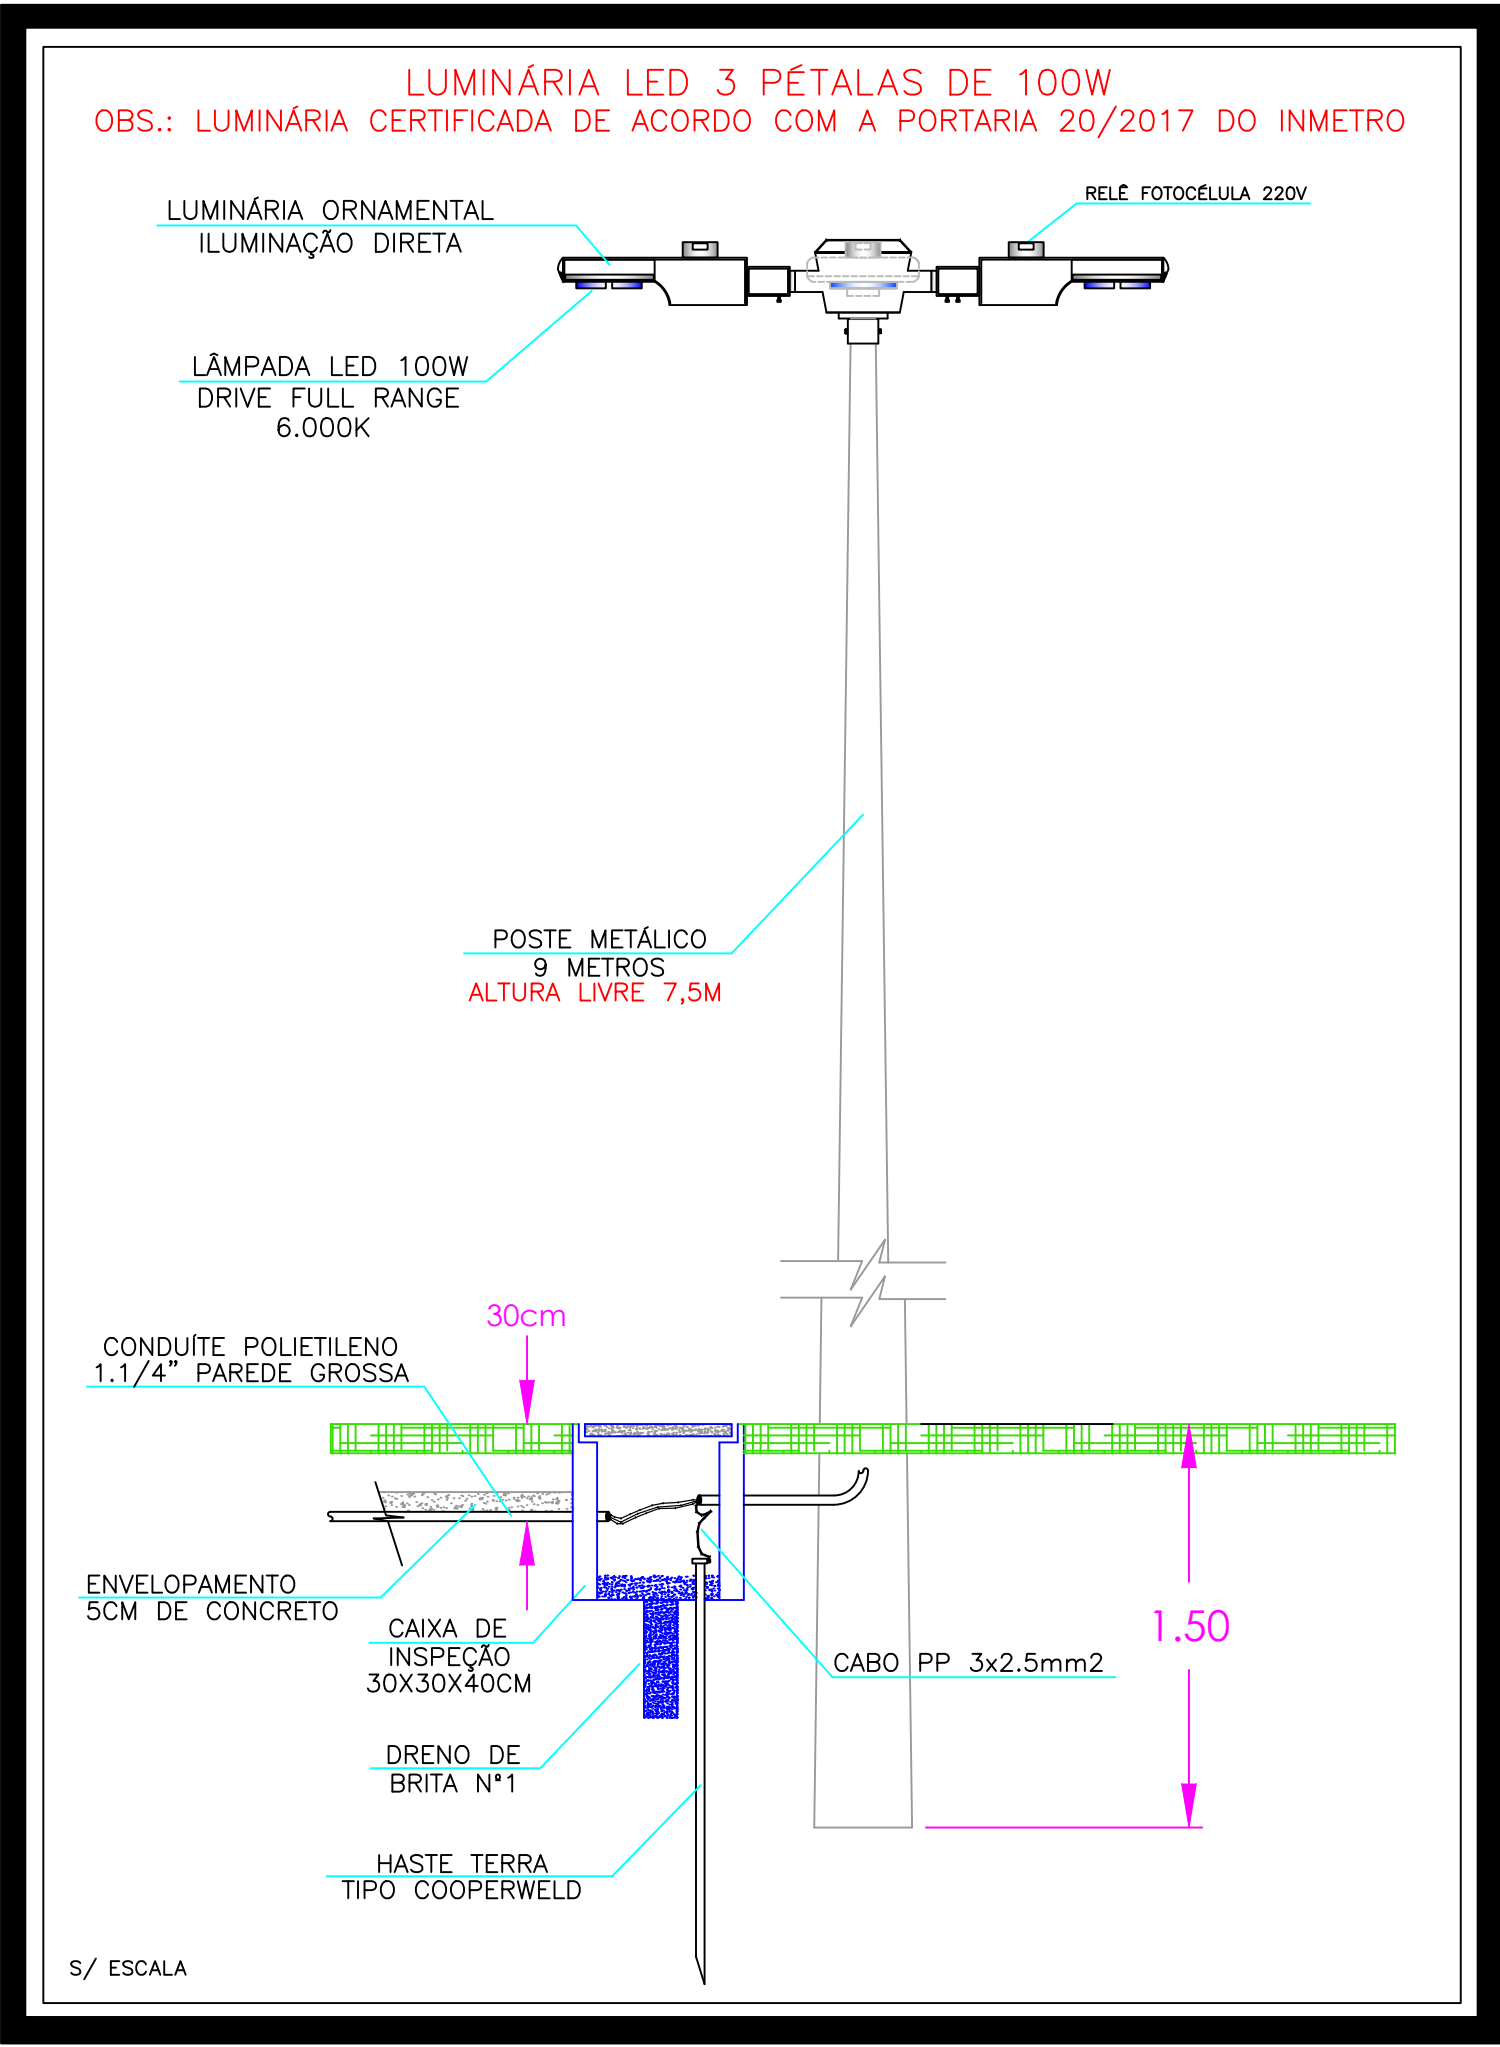 LUMINÁRIA LED 3 PÉTALAS DE 100W
OBS.: LUMINÁRIA CERTIFICADA DE ACORDO COM A PORTARIA 20/2017 DO INMETRO
RELÊ FOTOCÉLULA 220V
LUMINÁRIA ORNAMENTAL
ILUMINAÇÃO DIRETA
LÂMPADA LED 100W
DRIVE FULL RANGE
6.000K
POSTE METÁLICO
9 METROS
ALTURA LIVRE 7,5M
30cm
CONDUÍTE POLIETILENO
1.1/4” PAREDE GROSSA
ENVELOPAMENTO
5CM DE CONCRETO
CAIXA DE
INSPEÇÃO
30X30X40CM
1.50
CABO PP 3x2.5mm2
DRENO DE
BRITA Nº1
HASTE TERRA
TIPO COOPERWELD
S/ ESCALA